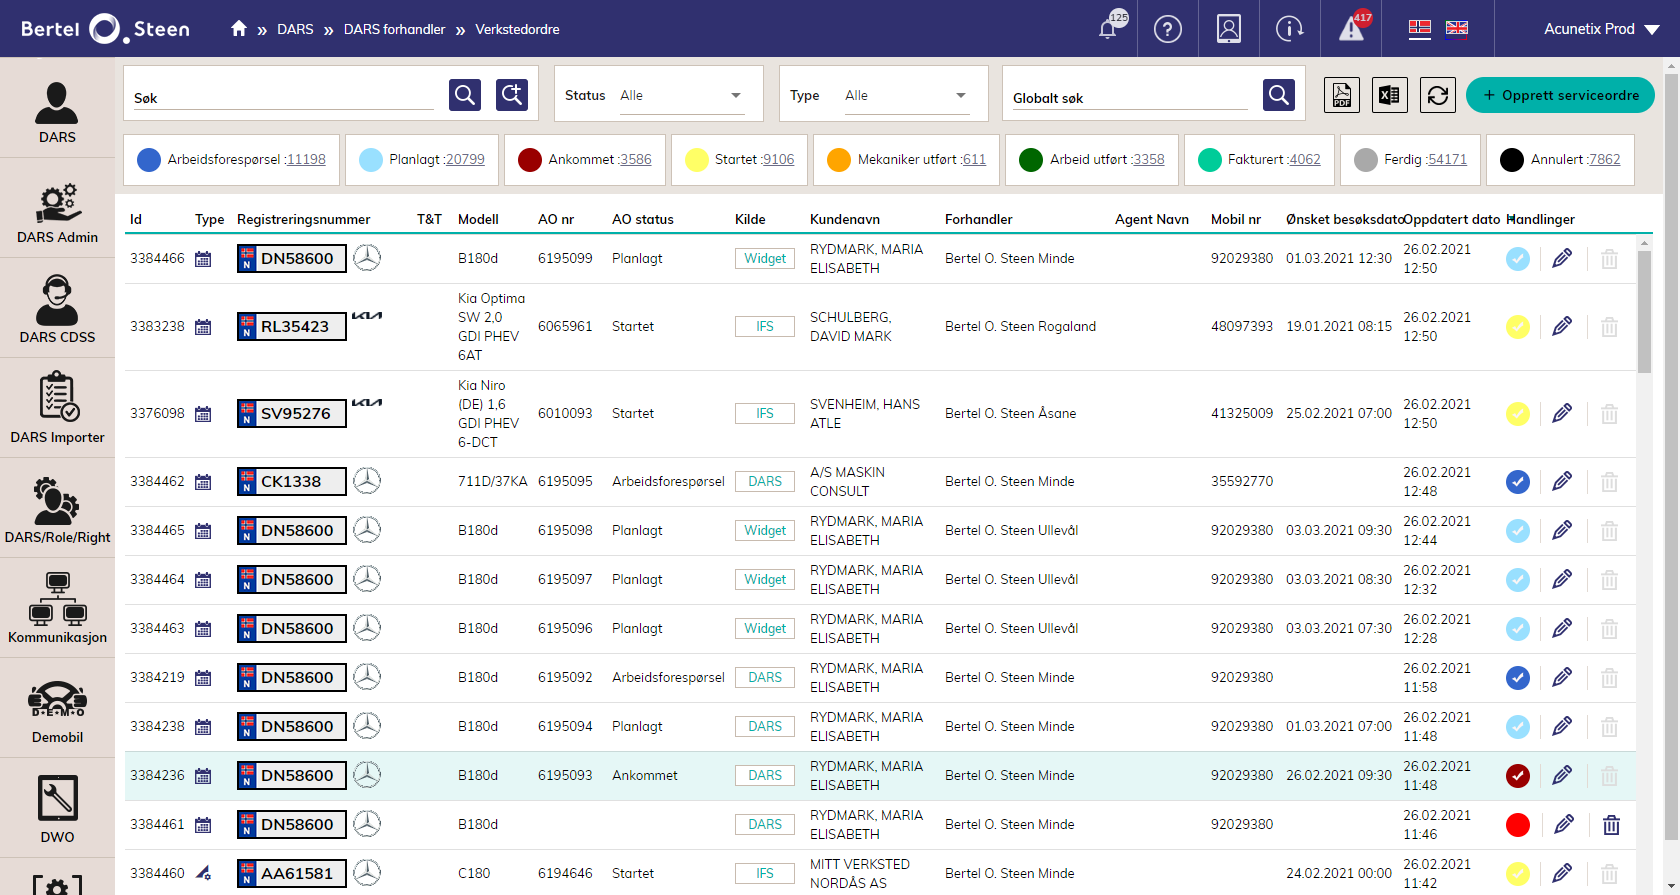 Bertel O. Steen
» DARS » DARS forhandler » Verkstedordre
125
417
Acunetix Prod
DARS
DARS Admin
DARS CDSS
DARS Importer
DARS/Role/Right
Kommunikasjon
D•E•M•O
Demobil
DWO
Søk
Status Alle
Type Alle
Globalt søk
PDF
+ Opprett serviceordre
Arbeidsforespørsel :11198
Planlagt :20799
Ankommet :3586
Startet :9106
Mekaniker utført :611
Arbeid utført :3358
Fakturert :4062
Ferdig :54171
Annulert :7862
Id Type Registreringsnummer T&T Modell AO nr AO status Kilde Kundenavn Forhandler Agent Navn Mobil nr Ønsket besøksdato Oppdatert dato Handlinger
3384466 N DN58600 B180d 6195099 Planlagt Widget RYDMARK, MARIA ELISABETH Bertel O. Steen Minde 92029380 01.03.2021 12:30 26.02.2021 12:50
3383238 N RL35423 KIA Kia Optima SW 2,0 GDI PHEV 6AT 6065961 Startet IFS SCHULBERG, DAVID MARK Bertel O. Steen Rogaland 48097393 19.01.2021 08:15 26.02.2021 12:50
3376098 N SV95276 KIA Kia Niro (DE) 1,6 GDI PHEV 6-DCT 6010093 Startet IFS SVENHEIM, HANS ATLE Bertel O. Steen Åsane 41325009 25.02.2021 07:00 26.02.2021 12:50
3384462 N CK1338 711D/37KA 6195095 Arbeidsforespørsel DARS A/S MASKIN CONSULT Bertel O. Steen Minde 35592770 26.02.2021 12:48
3384465 N DN58600 B180d 6195098 Planlagt Widget RYDMARK, MARIA ELISABETH Bertel O. Steen Ullevål 92029380 03.03.2021 09:30 26.02.2021 12:44
3384464 N DN58600 B180d 6195097 Planlagt Widget RYDMARK, MARIA ELISABETH Bertel O. Steen Ullevål 92029380 03.03.2021 08:30 26.02.2021 12:32
3384463 N DN58600 B180d 6195096 Planlagt Widget RYDMARK, MARIA ELISABETH Bertel O. Steen Ullevål 92029380 03.03.2021 07:30 26.02.2021 12:28
3384219 N DN58600 B180d 6195092 Arbeidsforespørsel DARS RYDMARK, MARIA ELISABETH Bertel O. Steen Minde 92029380 26.02.2021 11:58
3384238 N DN58600 B180d 6195094 Planlagt DARS RYDMARK, MARIA ELISABETH Bertel O. Steen Minde 92029380 01.03.2021 07:00 26.02.2021 11:48
3384236 N DN58600 B180d 6195093 Ankommet DARS RYDMARK, MARIA ELISABETH Bertel O. Steen Minde 92029380 26.02.2021 09:30 26.02.2021 11:48
3384461 N DN58600 B180d DARS RYDMARK, MARIA ELISABETH Bertel O. Steen Minde 92029380 26.02.2021 11:46
3384460 N AA61581 C180 6194646 Startet IFS MITT VERKSTED NORDÅS AS 24.02.2021 00:00 26.02.2021 11:42